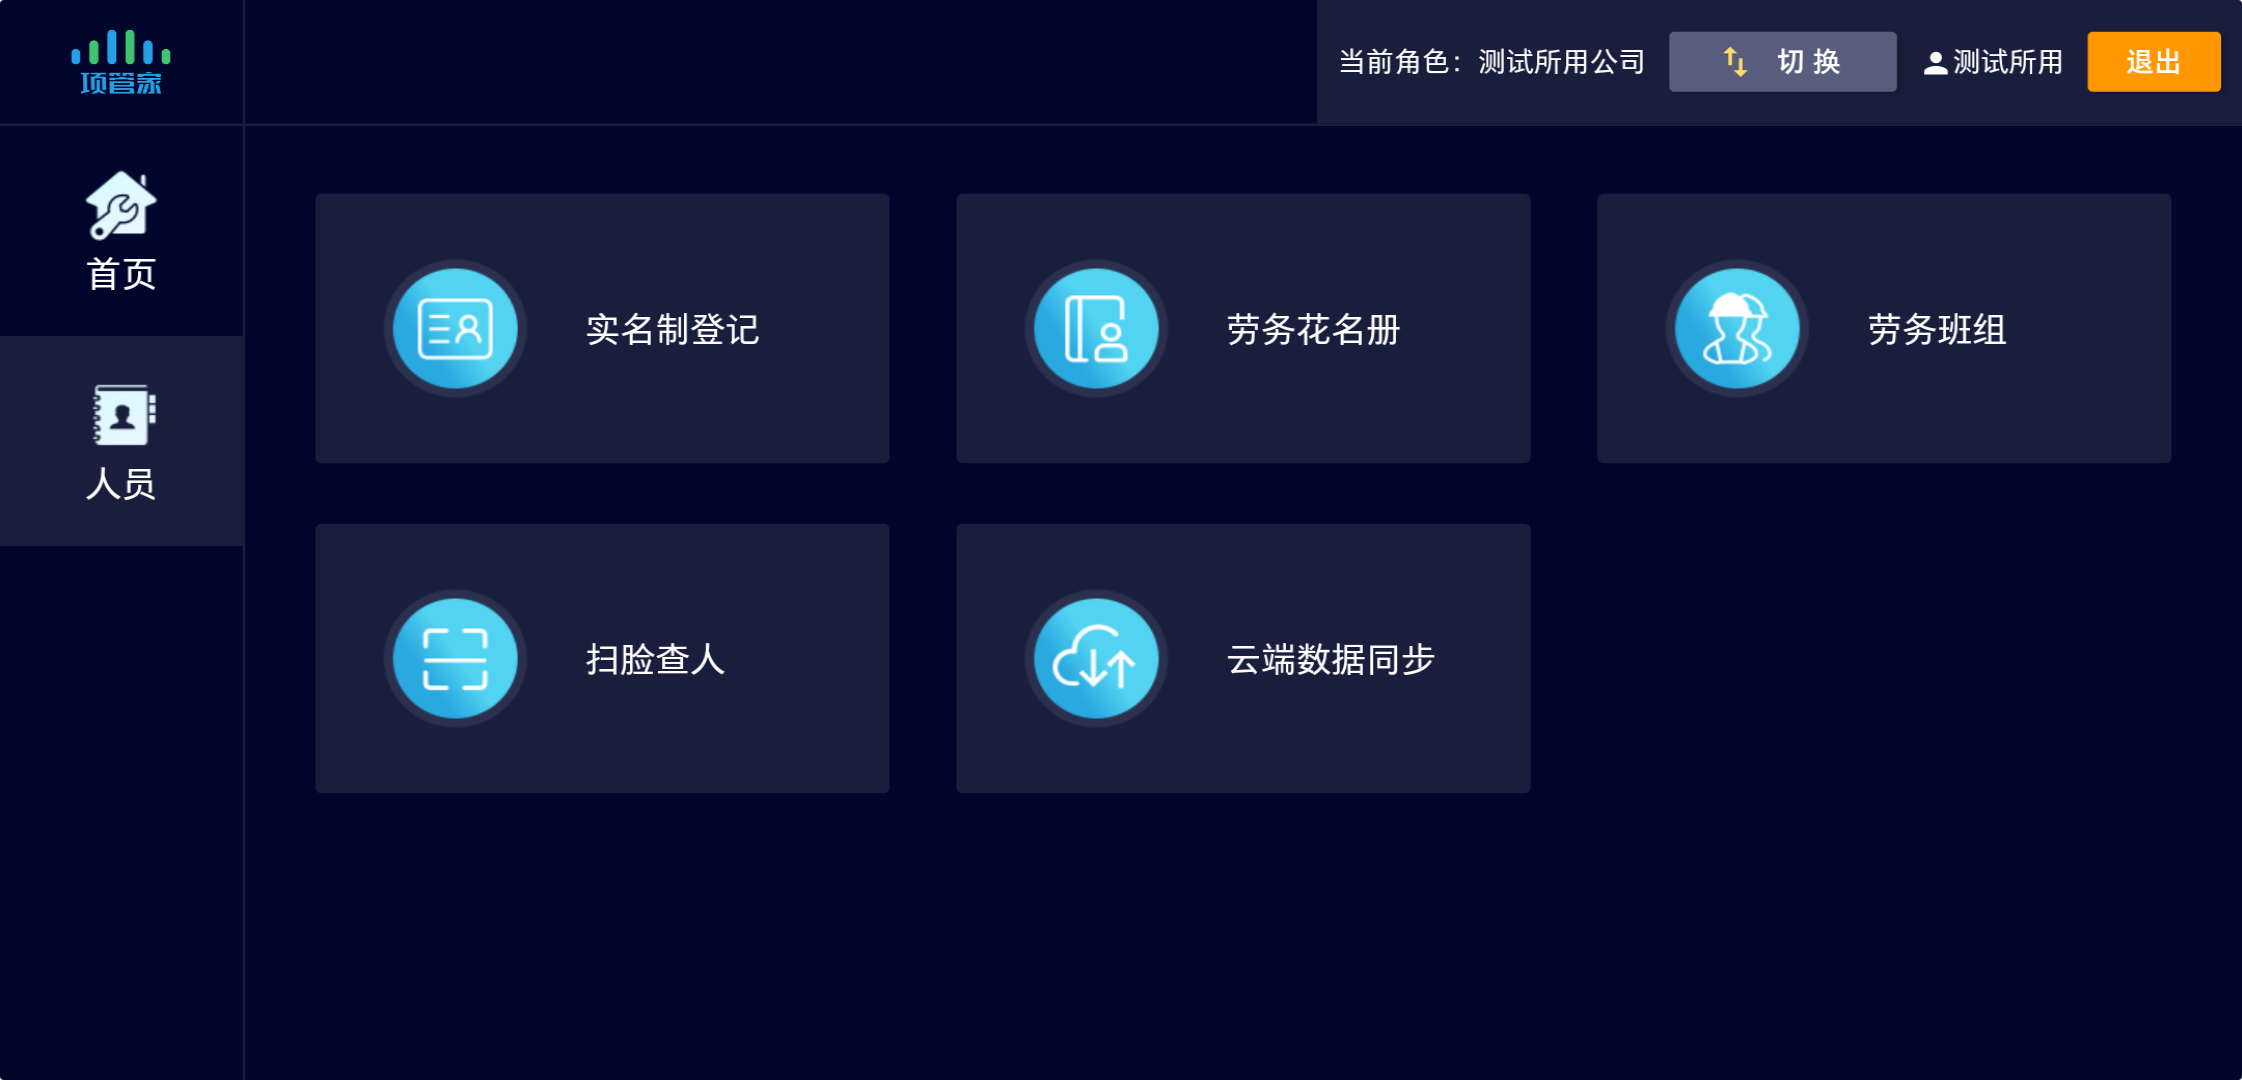 项管家
当前角色：测试所用公司
切换
测试所用
退出
首页
人员
实名制登记
劳务花名册
劳务班组
扫脸查人
云端数据同步